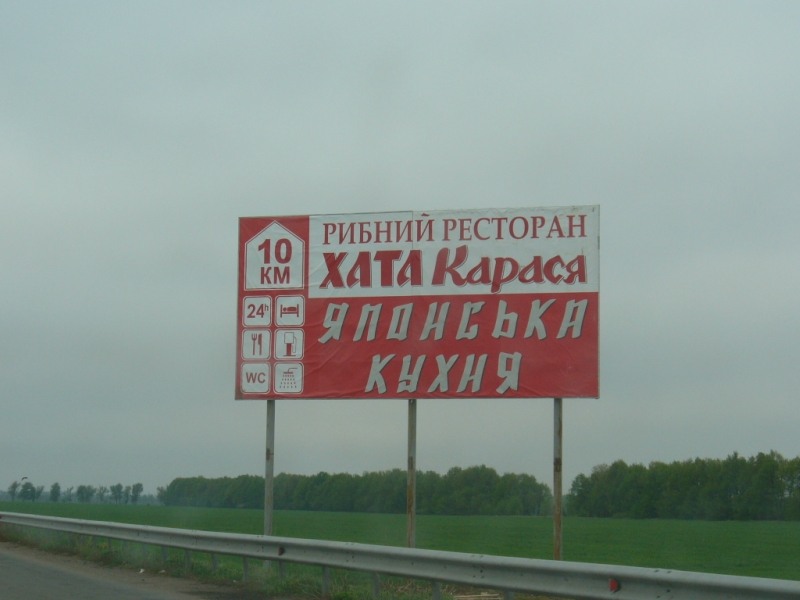 10
КМ
24h
WC
РИБНИЙ РЕСТОРАН
ХАТА Карася
ЯПОНСЬКА
КУХНЯ